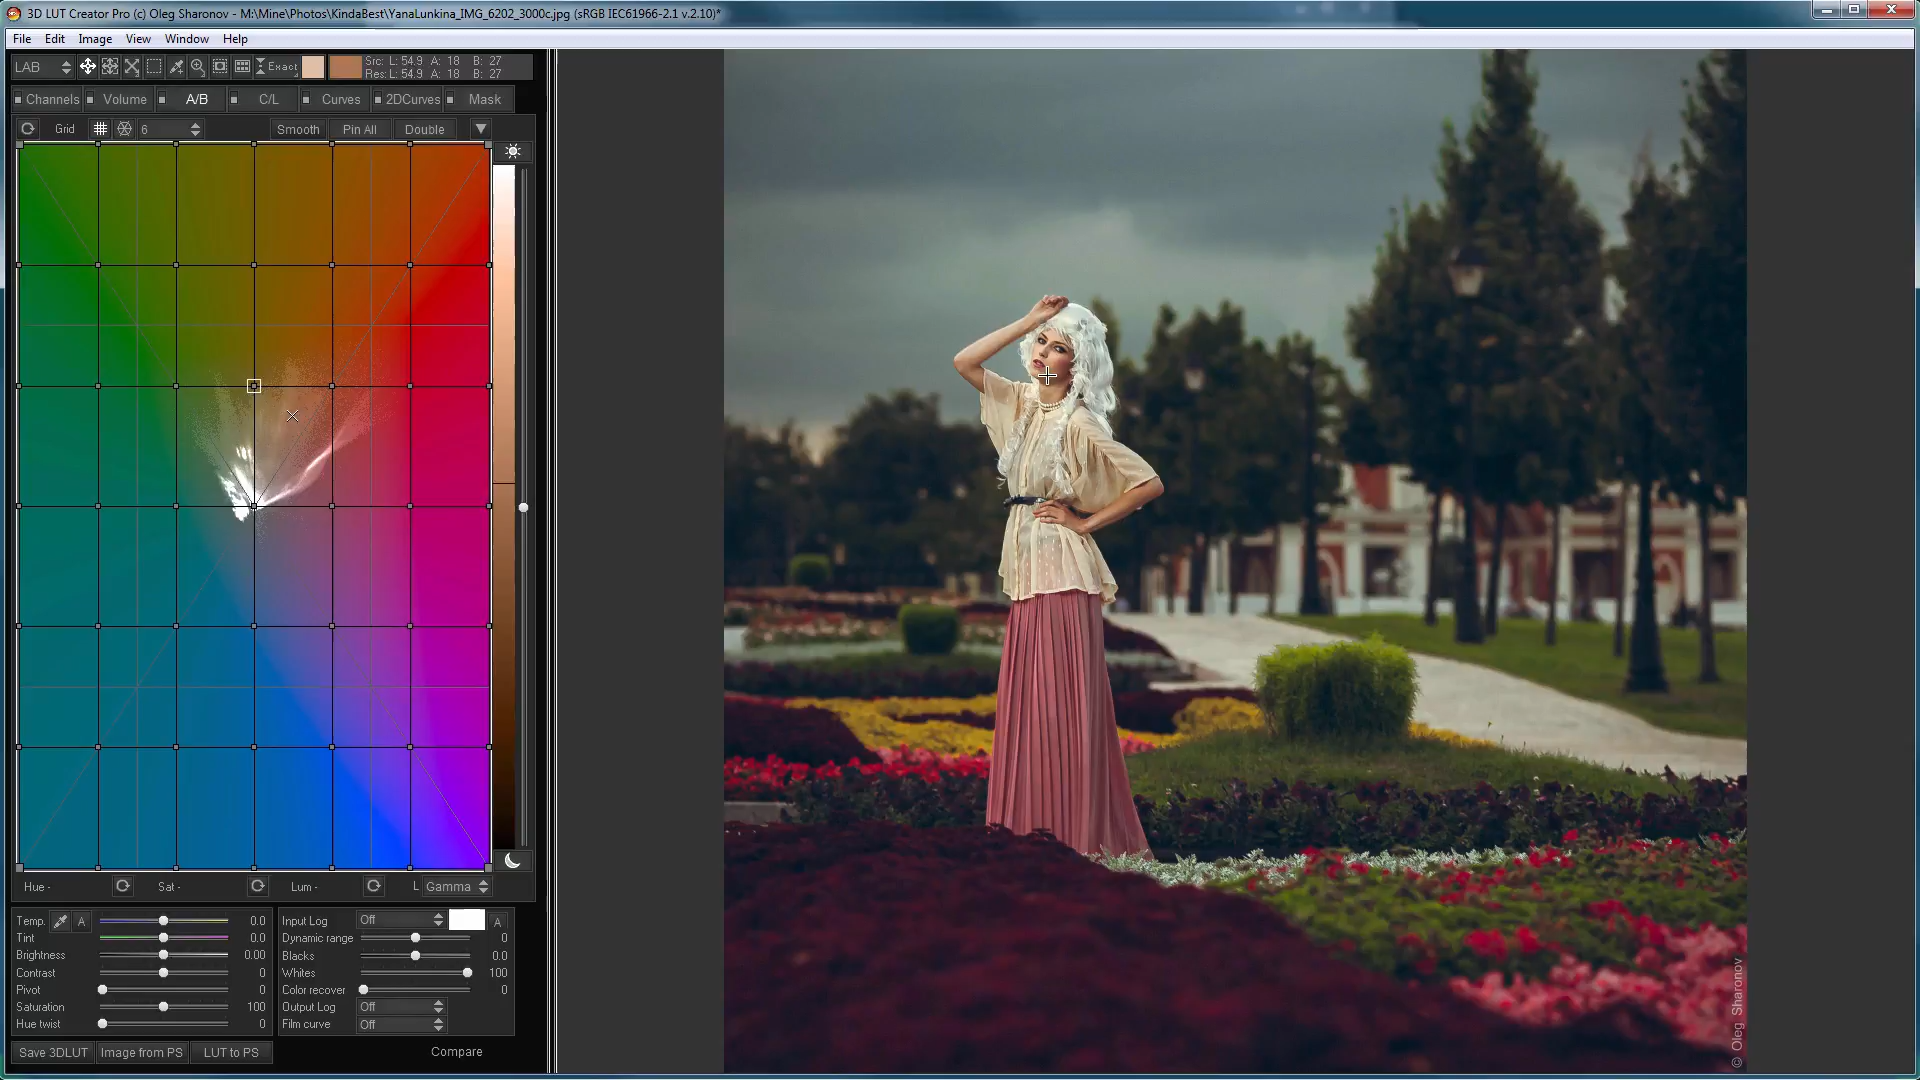 3D LUT Creator Pro (c) Oleg Sharonov - M:\Mine\Photos\KindaBest\YanaLunkina_IMG_6202_3000c.jpg (sRGB IEC61966-2.1 v.2.10)*
File Edit Image View Window Help
LAB Exact Src: L: 54.9 A: 18 B: 27
Res: L: 54.9 A: 18 B: 27
Channels Volume A/B C/L Curves 2DCurves Mask
Grid 6 Smooth Pin All Double
Hue - Sat - Lum - L Gamma
Temp. A 0.0 Input Log Off A
Tint 0.0 Dynamic range 0
Brightness 0.00 Blacks 0.0
Contrast 0 Whites 100
Pivot 0 Color recover 0
Saturation 100 Output Log Off
Hue twist 0 Film curve Off
Save 3DLUT Image from PS LUT to PS Compare
© Oleg Sharonov